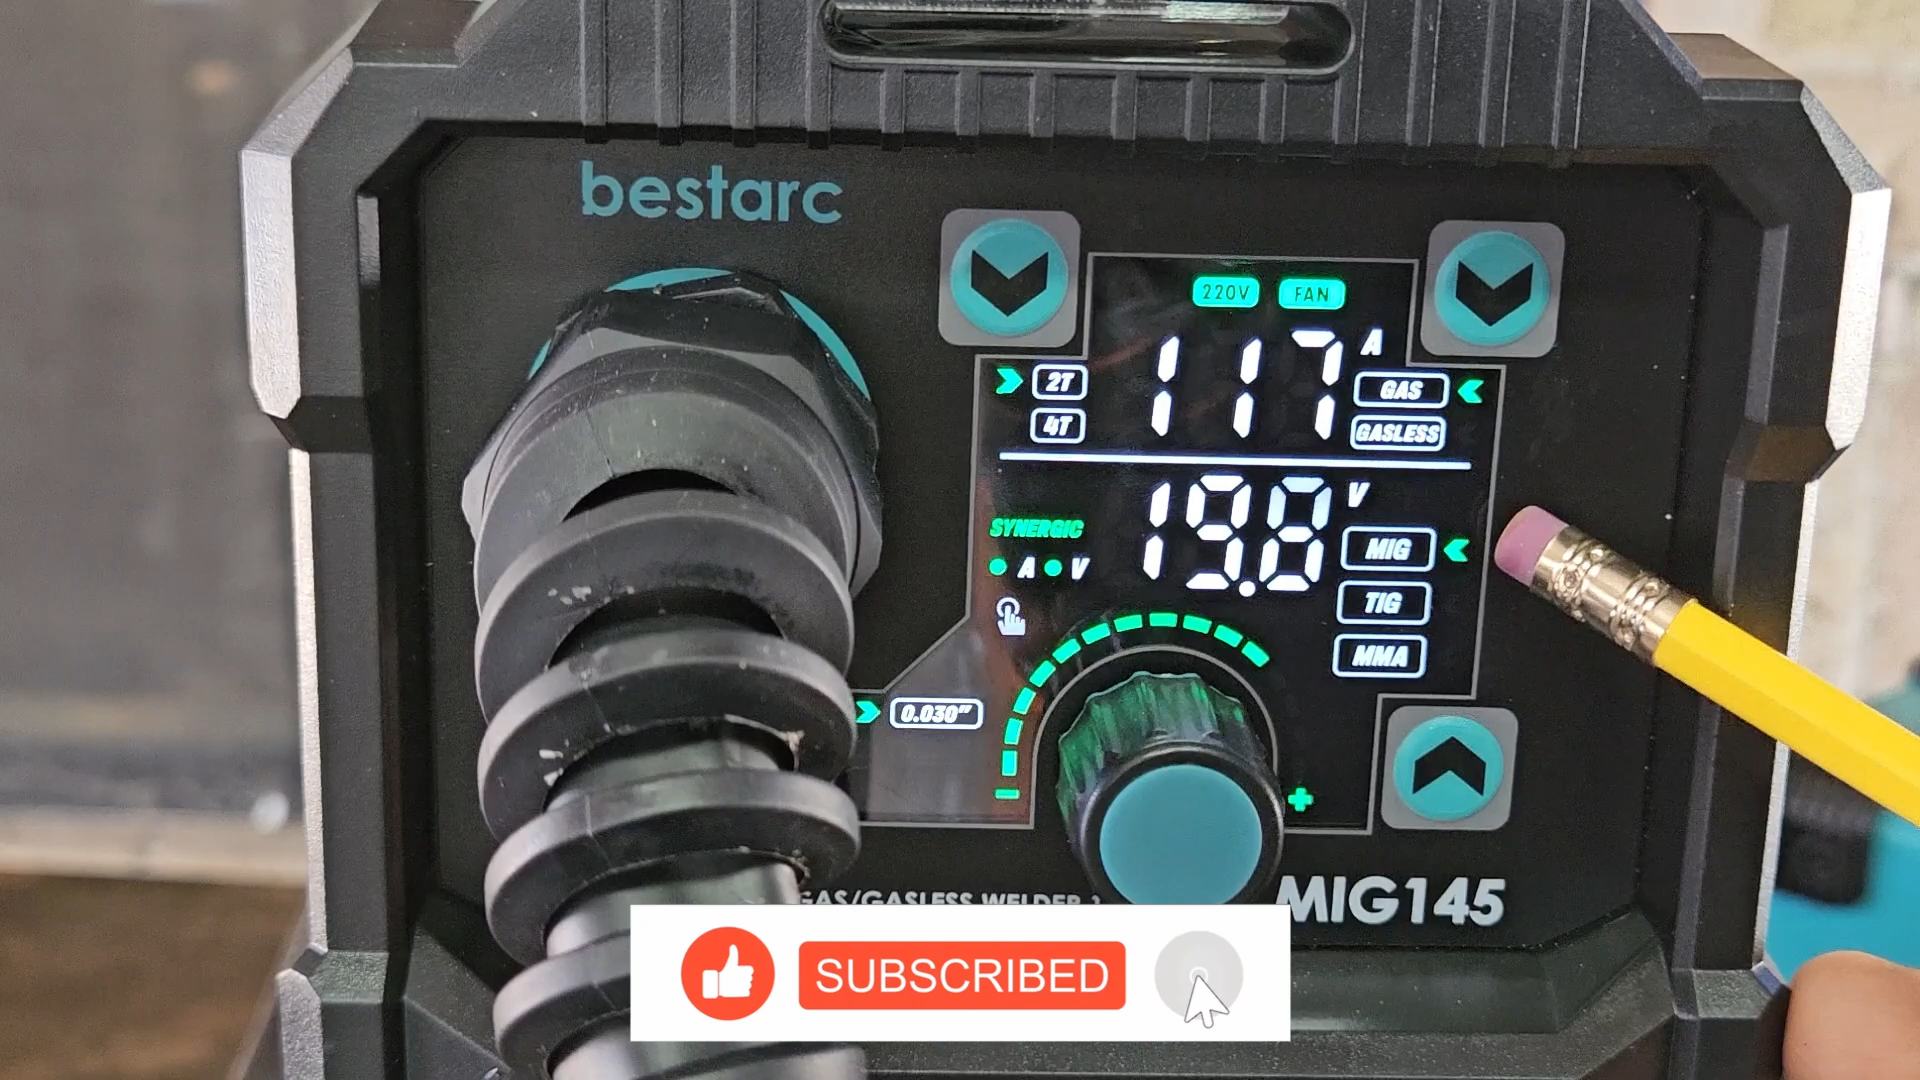 bestarc
220V FAN
117 A
2T
4T
GAS
GASLESS
19.8 V
SYNERGIC
A V
MIG
TIG
MMA
0.030"
- +
GAS/GASLESS WELDER
MIG145
SUBSCRIBED